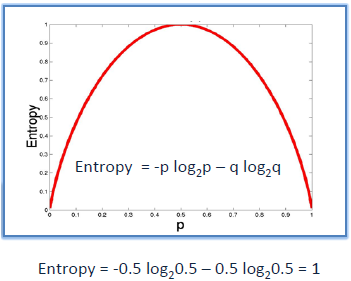 1
0.9
0.8
0.7
0.6
0.5
0.4
0.3
0.2
0.1
0
Entropy
Entropy = -p log₂p – q log₂q
0 0.1 0.2 0.3 0.4 0.5 0.6 0.7 0.8 0.9 1
p
Entropy = -0.5 log₂0.5 – 0.5 log₂0.5 = 1